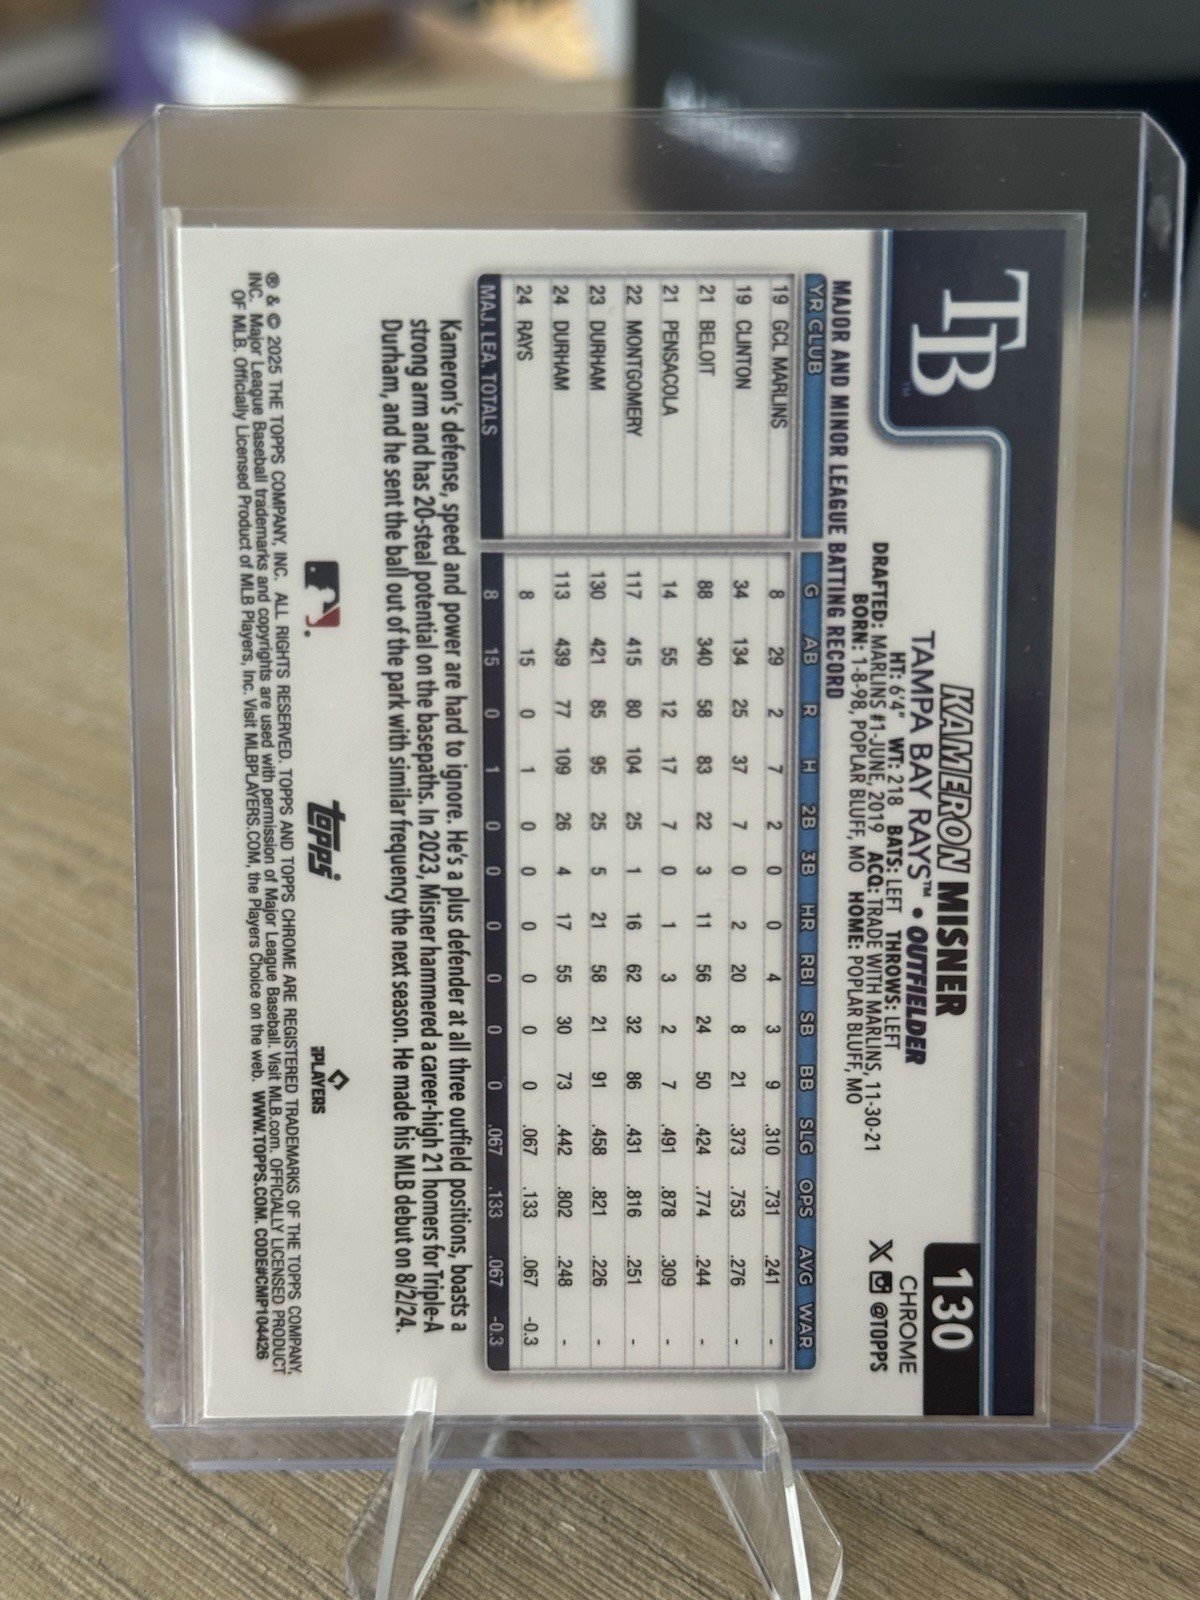 TB™
130
CHROME
X @TOPPS
KAMERON MISNER
TAMPA BAY RAYS™ • OUTFIELDER
HT: 6'4" WT: 218 BATS: LEFT THROWS: LEFT
DRAFTED: MARLINS #1-JUNE, 2019 ACQ: TRADE WITH MARLINS, 11-30-21
BORN: 1-8-98, POPLAR BLUFF, MO HOME: POPLAR BLUFF, MO
MAJOR AND MINOR LEAGUE BATTING RECORD
YR CLUB G AB R H 2B 3B HR RBI SB BB SLG OPS AVG WAR
19 GCL MARLINS 8 29 2 7 2 0 0 4 3 9 .310 .731 .241 -
19 CLINTON 34 134 25 37 7 0 2 20 8 21 .373 .753 .276 -
21 BELOIT 88 340 58 83 22 3 11 56 24 50 .424 .774 .244 -
21 PENSACOLA 14 55 12 17 7 0 1 3 2 7 .491 .878 .309 -
22 MONTGOMERY 117 415 80 104 25 1 16 62 32 86 .431 .816 .251 -
23 DURHAM 130 421 85 95 25 5 21 58 21 91 .458 .821 .226 -
24 DURHAM 113 439 77 109 26 4 17 55 30 73 .442 .802 .248 -
24 RAYS 8 15 0 1 0 0 0 0 0 0 .067 .133 .067 -0.3
MAJ. LEA. TOTALS 8 15 0 1 0 0 0 0 0 0 .067 .133 .067 -0.3
Kameron's defense, speed and power are hard to ignore. He's a plus defender at all three outfield positions, boasts a
strong arm and has 20-steal potential on the basepaths. In 2023, Misner hammered a career-high 21 homers for Triple-A
Durham, and he sent the ball out of the park with similar frequency the next season. He made his MLB debut on 8/2/24.
topps
PLAYERS
® & © 2025 THE TOPPS COMPANY, INC. ALL RIGHTS RESERVED. TOPPS AND TOPPS CHROME ARE REGISTERED TRADEMARKS OF THE TOPPS COMPANY,
INC. Major League Baseball trademarks and copyrights are used with permission of Major League Baseball. Visit MLB.com. OFFICIALLY LICENSED PRODUCT
OF MLB. Officially Licensed Product of MLB Players, Inc. Visit MLBPLAYERS.COM, the Players Choice on the web. WWW.TOPPS.COM. CODE#CMP104426